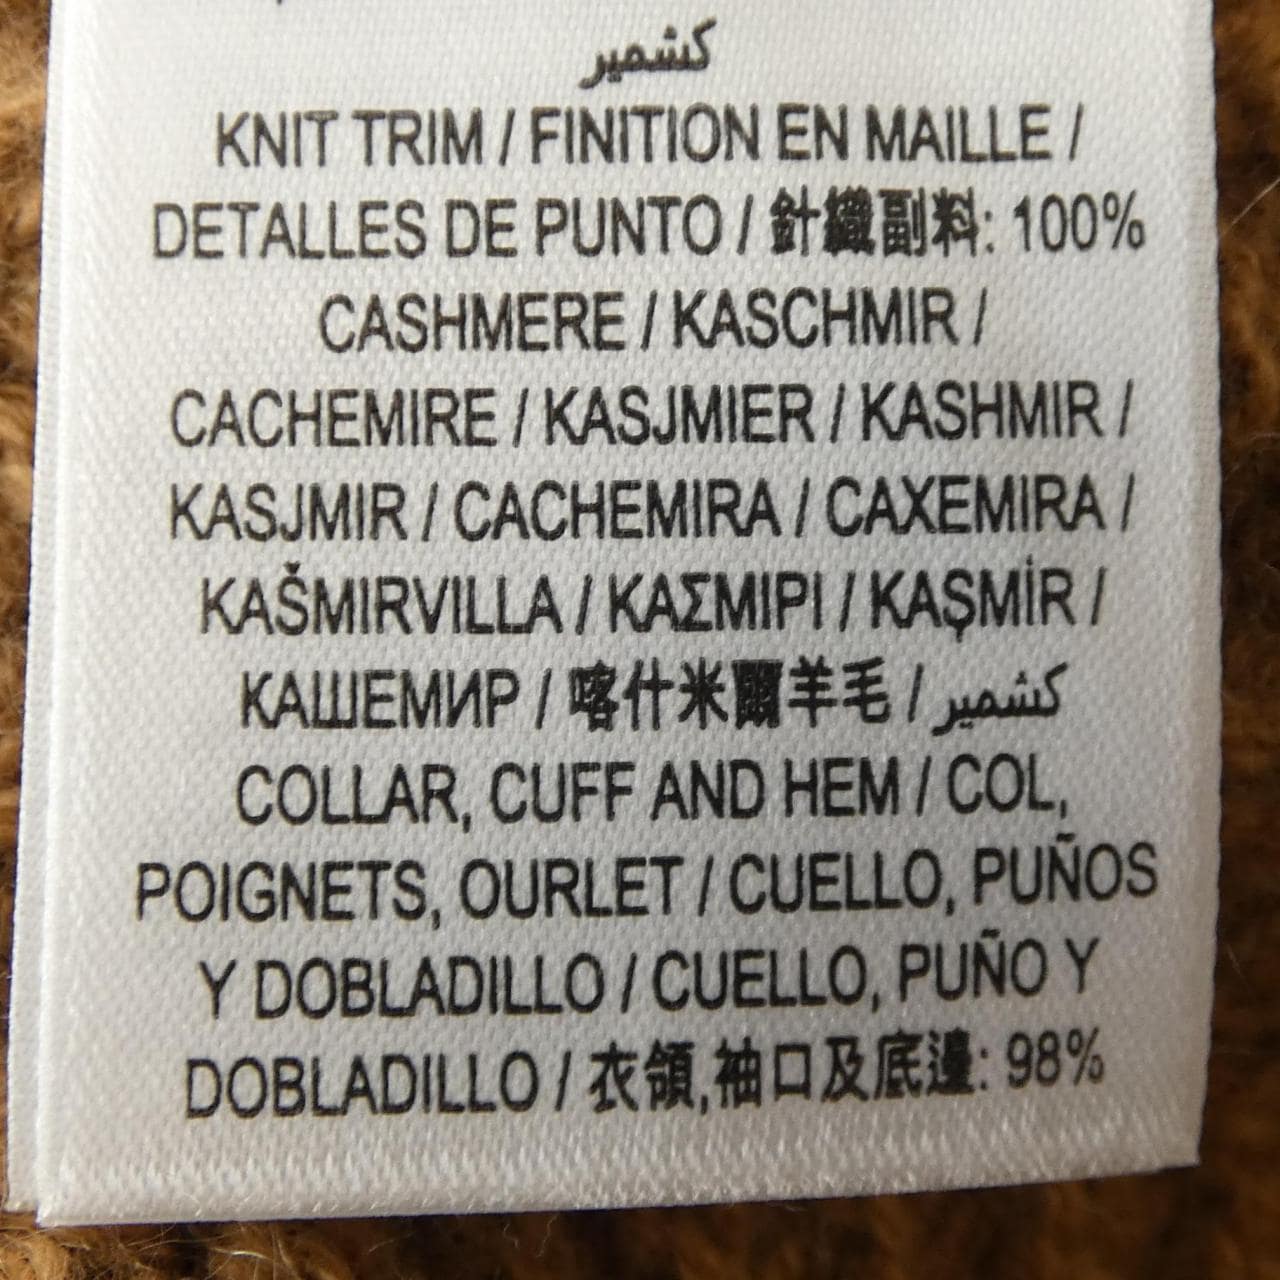 كشمير
KNIT TRIM / FINITION EN MAILLE /
DETALLES DE PUNTO / 針織副料: 100%
CASHMERE / KASCHMIR /
CACHEMIRE / KASJMIER / KASHMIR /
KASJMIR / CACHEMIRA / CAXEMIRA /
KAŠMIRVILLA / ΚΑΣΜΙΡΙ / KAŞMİR /
КАШЕМИР / 喀什米爾羊毛 / كشمير
COLLAR, CUFF AND HEM / COL,
POIGNETS, OURLET / CUELLO, PUÑOS
Y DOBLADILLO / CUELLO, PUÑO Y
DOBLADILLO / 衣領,袖口及底邊: 98%